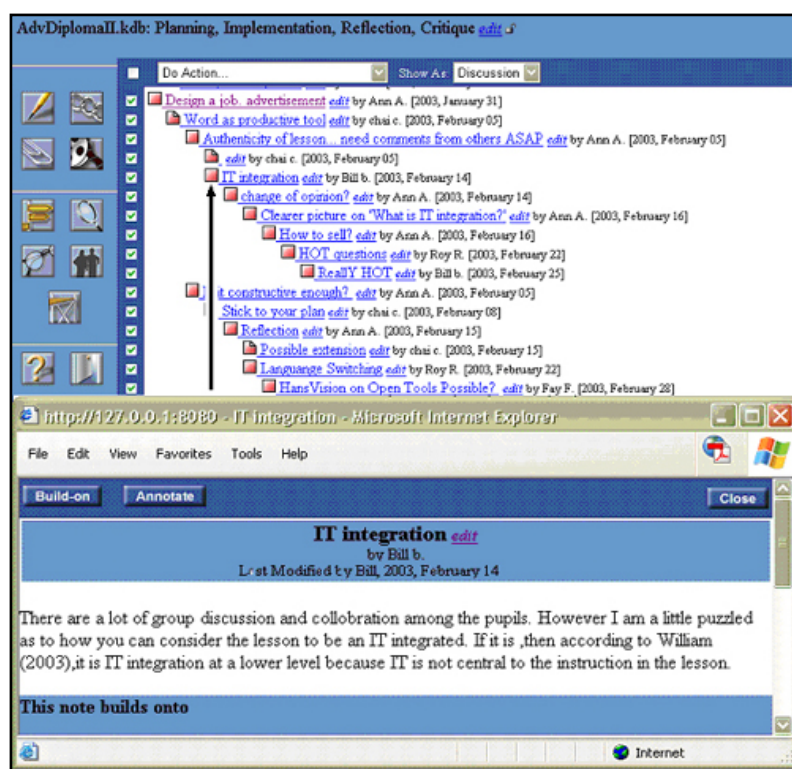 AdvDiplomaII.kdb: Planning, Implementation, Reflection, Critique edit
Do Action... Show As Discussion
Design a job. advertisement edit by Ann A. [2003, January 31]
Word as productive tool edit by chai c. [2003, February 05]
Authenticity of lesson... need comments from others ASAP edit by Ann A. [2003, February 05]
edit by chai c. [2003, February 05]
IT integration edit by Bill b. [2003, February 14]
change of opinion? edit by Ann A. [2003, February 14]
Clearer picture on "What is IT integration?" edit by Ann A. [2003, February 16]
How to sell? edit by Ann A. [2003, February 16]
HOT questions edit by Roy R. [2003, February 22]
ReallY HOT edit by Bill b. [2003, February 25]
it constructive enough? edit by Ann A. [2003, February 05]
Stick to your plan edit by chai c. [2003, February 08]
Reflection edit by Ann A. [2003, February 15]
Possible extension edit by chai c. [2003, February 15]
Languange Switching edit by Roy R. [2003, February 22]
HansVision on Open Tools Possible? edit by Fay F. [2003, February 28]
http://127.0.0.1:8080 - IT integration - Microsoft Internet Explorer
File Edit View Favorites Tools Help
Build-on Annotate Close
IT integration edit
by Bill b.
Last Modified by Bill, 2003, February 14
There are a lot of group discussion and collobration among the pupils. However I am a little puzzled
as to how you can consider the lesson to be an IT integrated. If it is ,then according to William
(2003),it is IT integration at a lower level because IT is not central to the instruction in the lesson.
This note builds onto
Internet